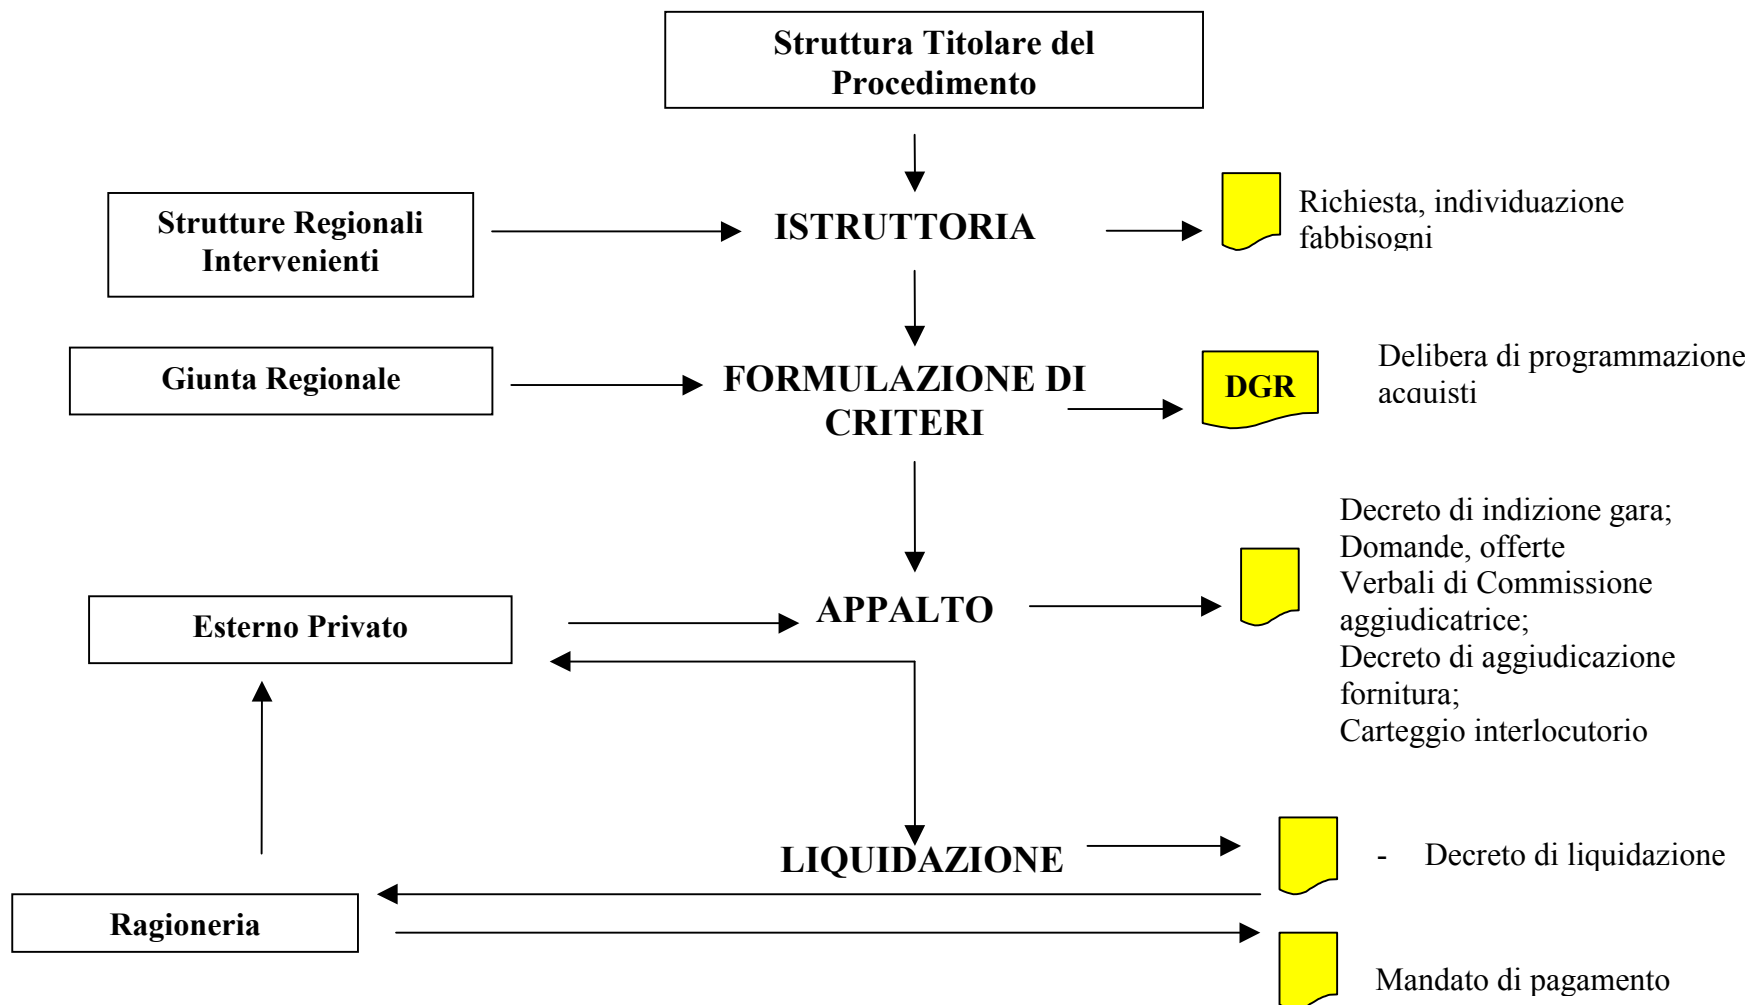 Struttura Titolare del
Procedimento
Strutture Regionali
Intervenienti
ISTRUTTORIA
Richiesta, individuazione
fabbisogni
Giunta Regionale
FORMULAZIONE DI
CRITERI
DGR
Delibera di programmazione
acquisti
Esterno Privato
APPALTO
Decreto di indizione gara;
Domande, offerte
Verbali di Commissione
aggiudicatrice;
Decreto di aggiudicazione
fornitura;
Carteggio interlocutorio
LIQUIDAZIONE
- Decreto di liquidazione
Ragioneria
Mandato di pagamento